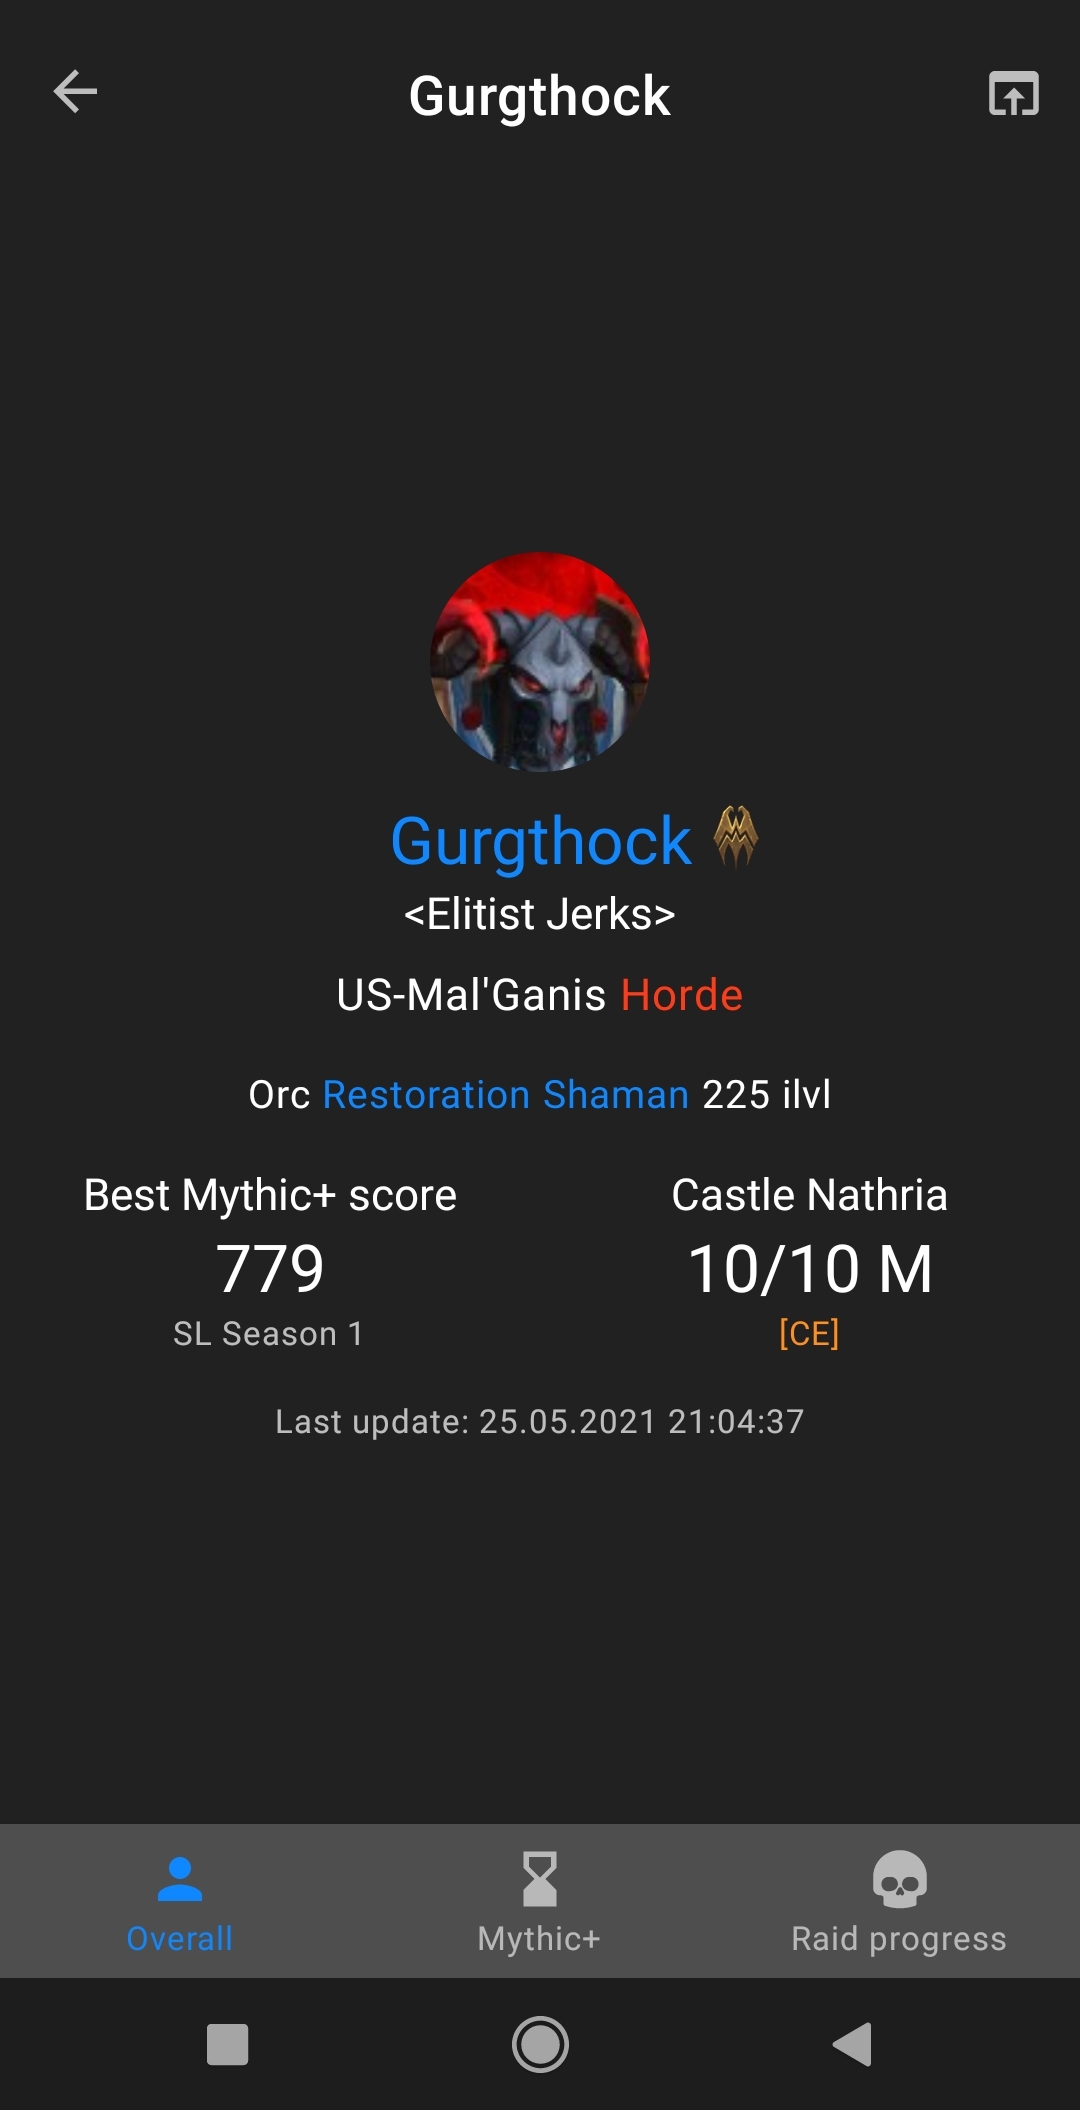 Gurgthock
Gurgthock
<Elitist Jerks>
US-Mal'Ganis Horde
Orc Restoration Shaman 225 ilvl
Best Mythic+ score
779
SL Season 1
Castle Nathria
10/10 M
[CE]
Last update: 25.05.2021 21:04:37
Overall
Mythic+
Raid progress